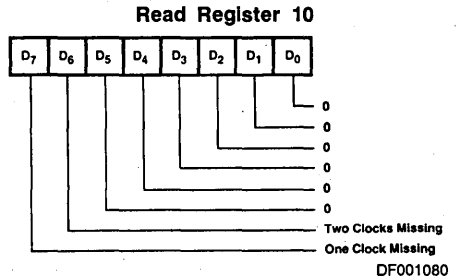 Read Register 10
D7 D6 D5 D4 D3 D2 D1 D0
0
0
0
0
0
0
Two Clocks Missing
One Clock Missing
DF001080